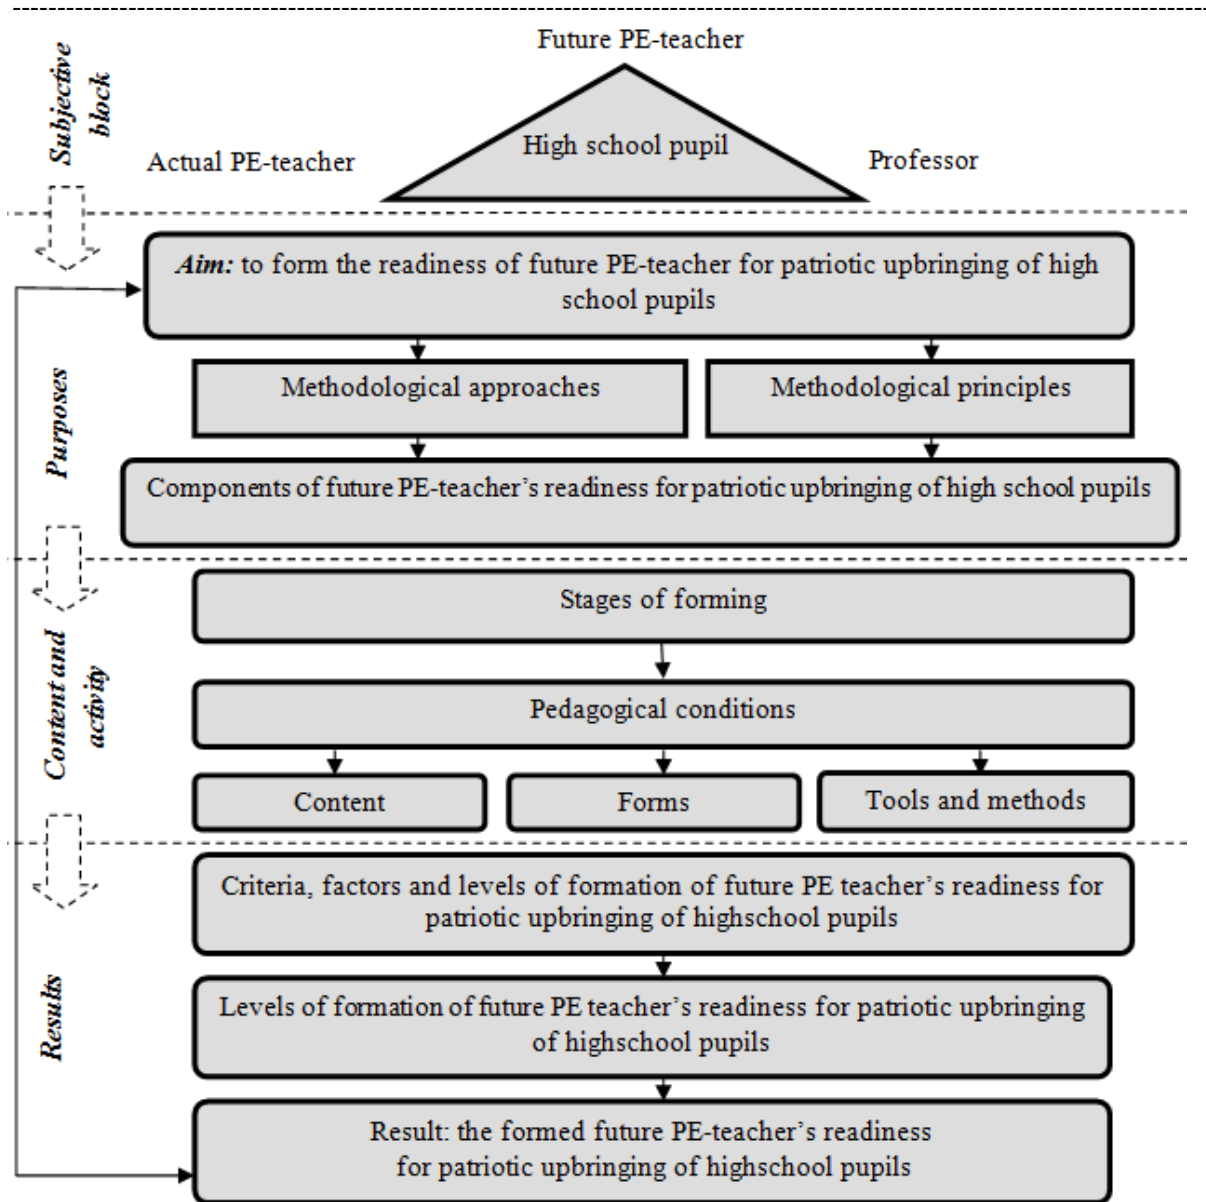 Future PE-teacher
Subjective
block
High school pupil
Actual PE-teacher
Professor
Aim: to form the readiness of future PE-teacher for patriotic upbringing of high
school pupils
Purposes
Methodological approaches
Methodological principles
Components of future PE-teacher’s readiness for patriotic upbringing of high school pupils
Content and
activity
Stages of forming
Pedagogical conditions
Content
Forms
Tools and methods
Results
Criteria, factors and levels of formation of future PE teacher’s readiness for
patriotic upbringing of highschool pupils
Levels of formation of future PE teacher’s readiness for patriotic upbringing
of highschool pupils
Result: the formed future PE-teacher’s readiness
for patriotic upbringing of highschool pupils